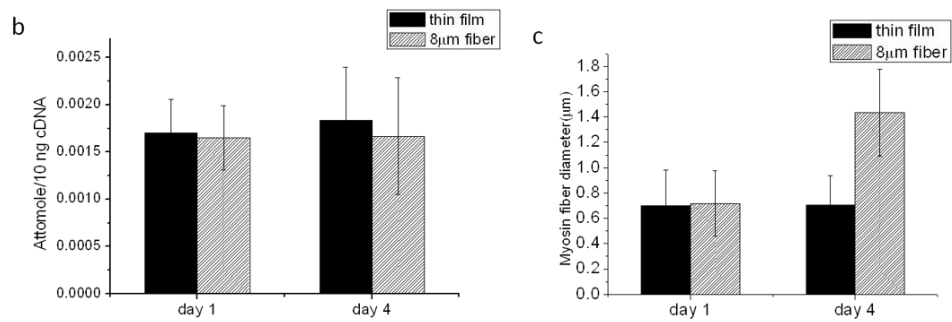 b
thin film
8μm fiber
Attomole/10 ng cDNA
0.0025
0.0020
0.0015
0.0010
0.0005
0.0000
day 1
day 4
c
thin film
8μm fiber
Myosin fiber diameter(μm)
1.8
1.6
1.4
1.2
1.0
0.8
0.6
0.4
0.2
0.0
day 1
day 4